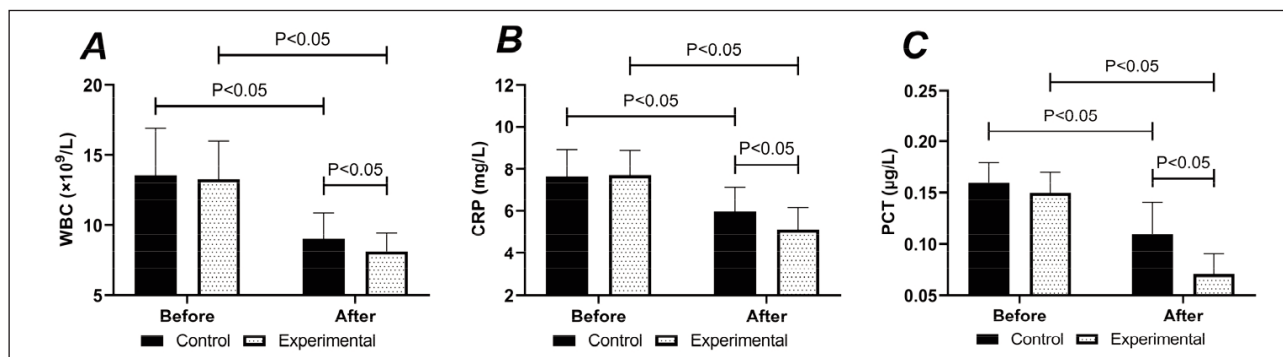 A
P<0.05
P<0.05
P<0.05
WBC (×10⁹/L)
20
15
10
5
Before
After
Control
Experimental
B
P<0.05
P<0.05
P<0.05
CRP (mg/L)
12
10
8
6
4
2
Before
After
Control
Experimental
C
P<0.05
P<0.05
P<0.05
PCT (μg/L)
0.25
0.20
0.15
0.10
0.05
Before
After
Control
Experimental